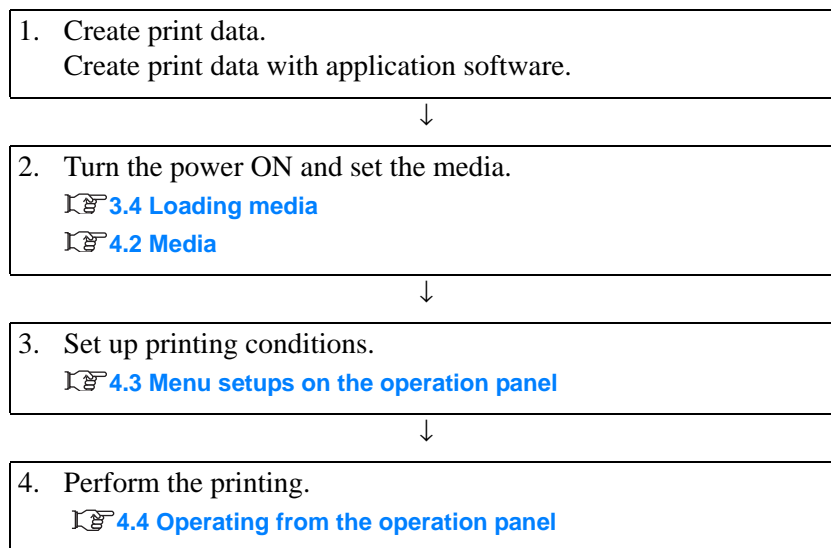 1. Create print data.
Create print data with application software.
↓
2. Turn the power ON and set the media.
☞3.4 Loading media
☞4.2 Media
↓
3. Set up printing conditions.
☞4.3 Menu setups on the operation panel
↓
4. Perform the printing.
☞4.4 Operating from the operation panel